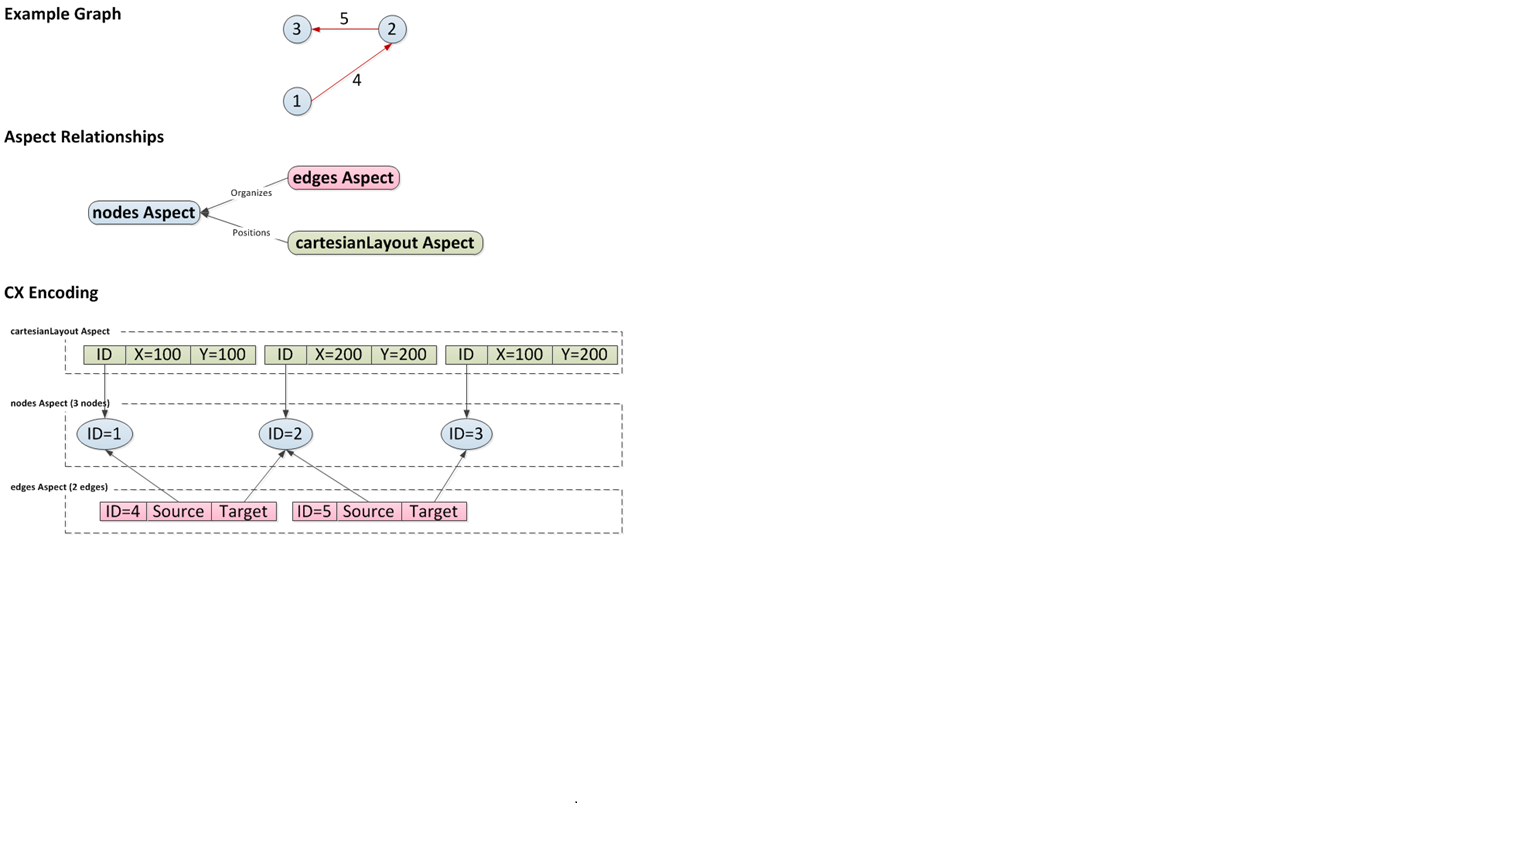 Example Graph
3
5
2
4
1
Aspect Relationships
edges Aspect
Organizes
nodes Aspect
Positions
cartesianLayout Aspect
CX Encoding
cartesianLayout Aspect
ID X=100 Y=100 ID X=200 Y=200 ID X=100 Y=200
nodes Aspect (3 nodes)
ID=1 ID=2 ID=3
edges Aspect (2 edges)
ID=4 Source Target ID=5 Source Target
.